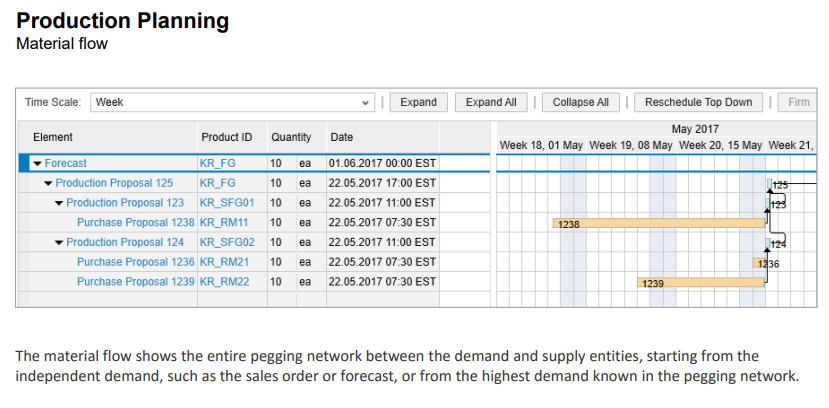 Production Planning
Material flow
Time Scale: Week Expand Expand All Collapse All Reschedule Top Down Firm
May 2017
Element Product ID Quantity Date
Week 18, 01 May Week 19, 08 May Week 20, 15 May Week 21,
Forecast KR_FG 10 ea 01.06.2017 00:00 EST
Production Proposal 125 KR_FG 10 ea 22.05.2017 17:00 EST 125
Production Proposal 123 KR_SFG01 10 ea 22.05.2017 11:00 EST 123
Purchase Proposal 1238 KR_RM11 10 ea 22.05.2017 07:30 EST 1238
Production Proposal 124 KR_SFG02 10 ea 22.05.2017 11:00 EST 124
Purchase Proposal 1236 KR_RM21 10 ea 22.05.2017 07:30 EST 1236
Purchase Proposal 1239 KR_RM22 10 ea 22.05.2017 07:30 EST 1239
The material flow shows the entire pegging network between the demand and supply entities, starting from the
independent demand, such as the sales order or forecast, or from the highest demand known in the pegging network.